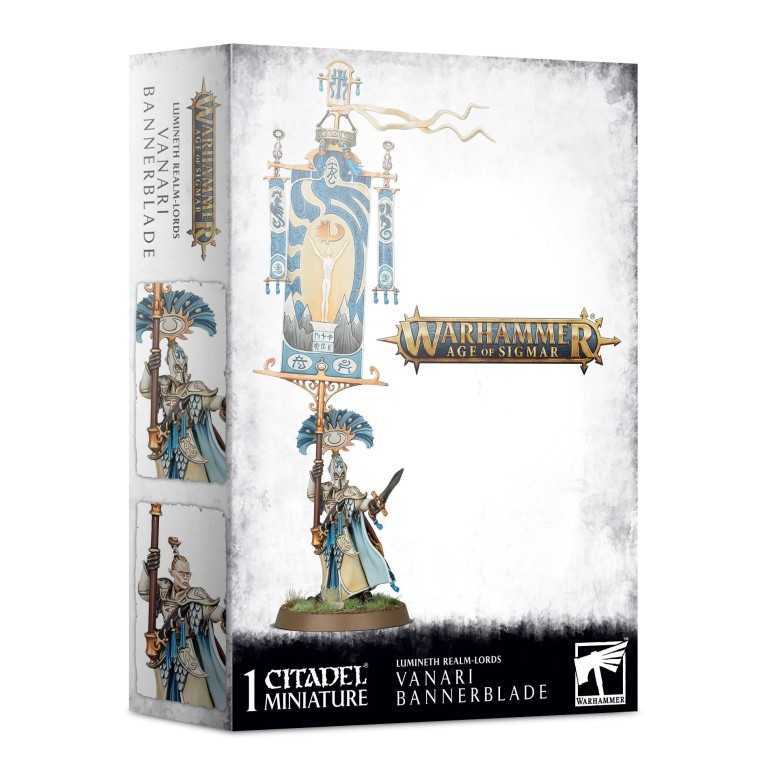 WARHAMMER
AGE OF SIGMAR
LUMINETH REALM-LORDS
VANARI
BANNERBLADE
WARHAMMER
AGE OF SIGMAR
1 CITADEL®
MINIATURE
LUMINETH REALM-LORDS
VANARI
BANNERBLADE
WARHAMMER